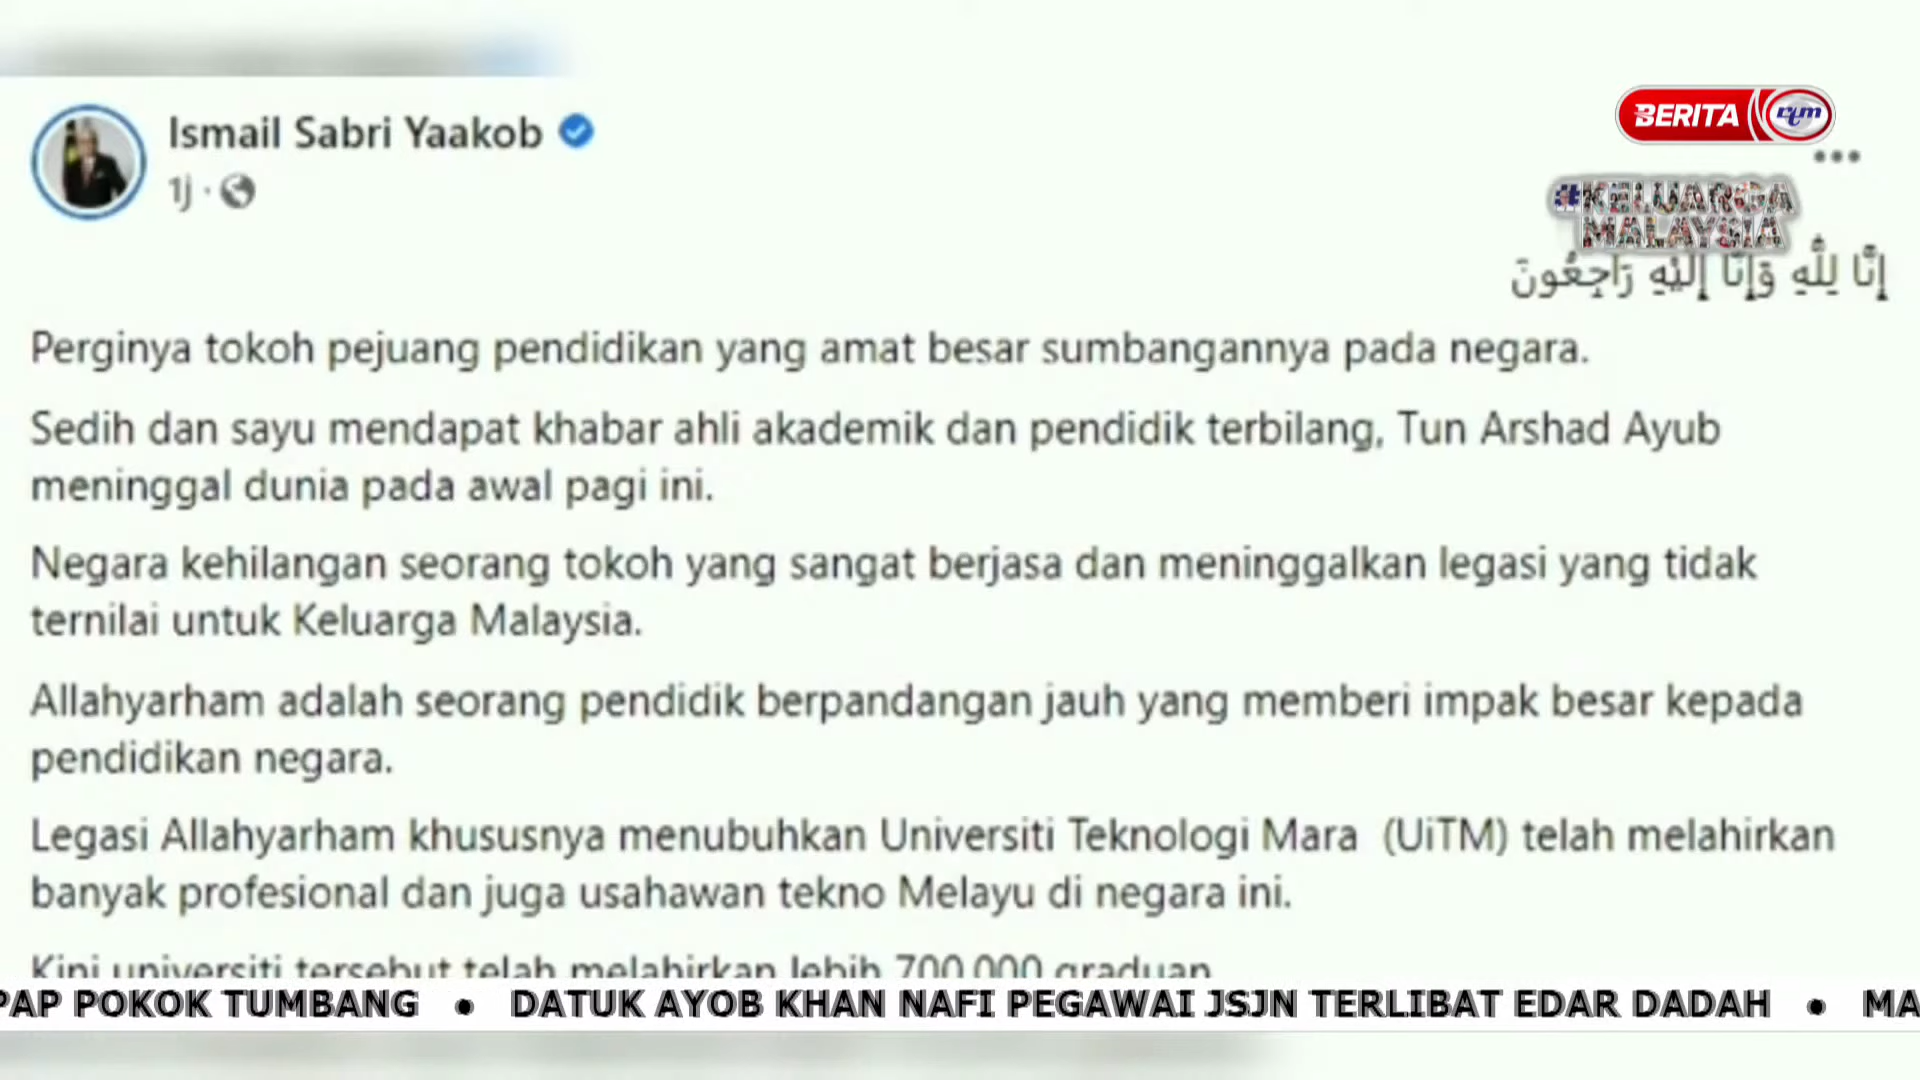 Ismail Sabri Yaakob
1j ·
BERITA rtm
#KELUARGA
MALAYSIA
إِنَّا لِلَّٰهِ وَإِنَّا إِلَيْهِ رَاجِعُونَ
Perginya tokoh pejuang pendidikan yang amat besar sumbangannya pada negara.
Sedih dan sayu mendapat khabar ahli akademik dan pendidik terbilang, Tun Arshad Ayub
meninggal dunia pada awal pagi ini.
Negara kehilangan seorang tokoh yang sangat berjasa dan meninggalkan legasi yang tidak
ternilai untuk Keluarga Malaysia.
Allahyarham adalah seorang pendidik berpandangan jauh yang memberi impak besar kepada
pendidikan negara.
Legasi Allahyarham khususnya menubuhkan Universiti Teknologi Mara (UiTM) telah melahirkan
banyak profesional dan juga usahawan tekno Melayu di negara ini.
Kini universiti tersebut telah melahirkan lebih 700,000 graduan
PAP POKOK TUMBANG • DATUK AYOB KHAN NAFI PEGAWAI JSJN TERLIBAT EDAR DADAH • MA